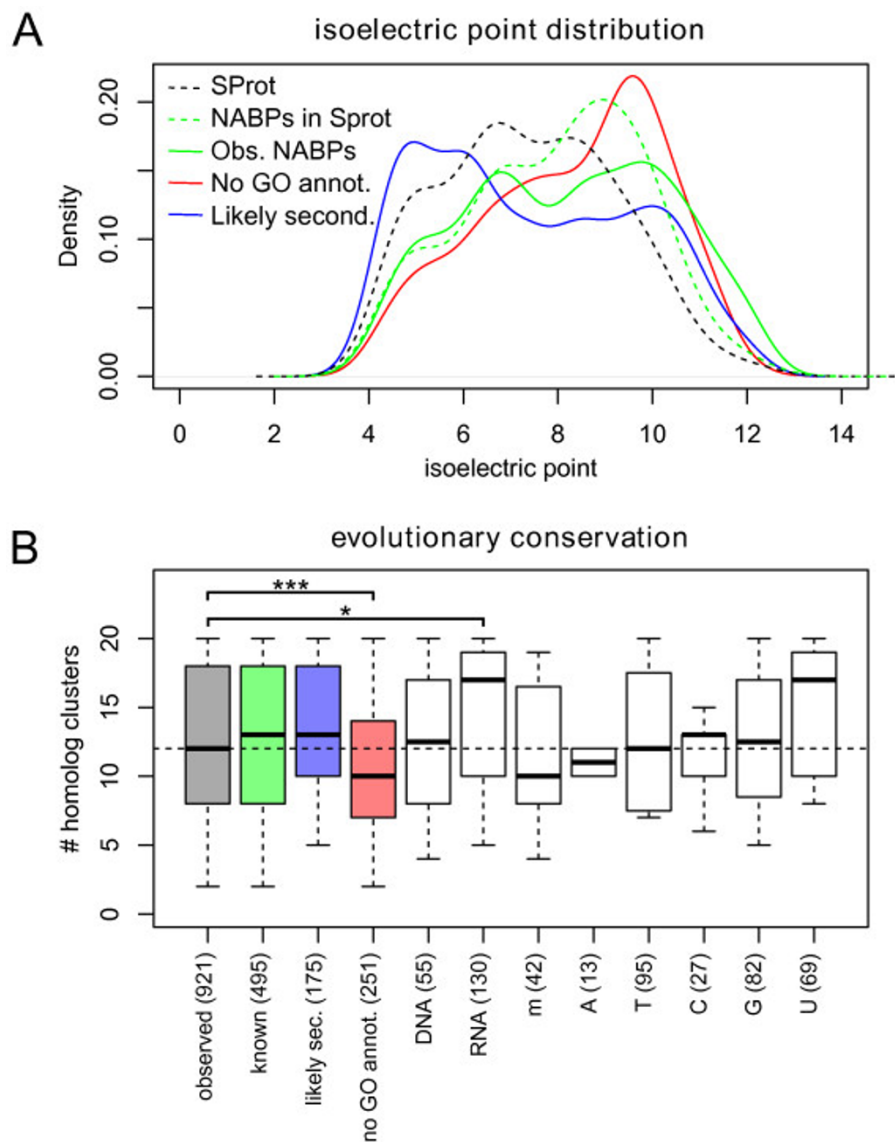 A
isoelectric point distribution
SProt
NABPs in Sprot
Obs. NABPs
No GO annot.
Likely second.
Density
0.20
0.10
0.00
0 2 4 6 8 10 12 14
isoelectric point
B
evolutionary conservation
***
*
# homolog clusters
20
15
10
5
0
observed (921)
known (495)
likely sec. (175)
no GO annot. (251)
DNA (55)
RNA (130)
m (42)
A (13)
T (95)
C (27)
G (82)
U (69)